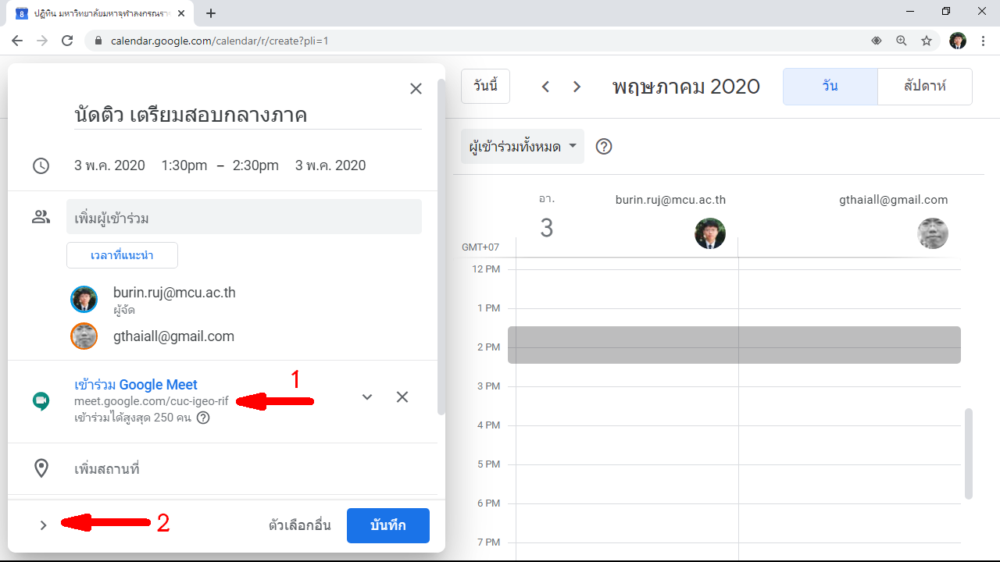 ปฏิทิน มหาวิทยาลัยมหาจุฬาลงกรณรา
calendar.google.com/calendar/r/create?pli=1
นัดติว เตรียมสอบกลางภาค
3 พ.ค. 2020 1:30pm – 2:30pm 3 พ.ค. 2020
เพิ่มผู้เข้าร่วม
เวลาที่แนะนำ
burin.ruj@mcu.ac.th
ผู้จัด
gthaiall@gmail.com
เข้าร่วม Google Meet
meet.google.com/cuc-igeo-rif
เข้าร่วมได้สูงสุด 250 คน
1
เพิ่มสถานที่
2
ตัวเลือกอื่น
บันทึก
วันนี้
พฤษภาคม 2020
วัน
สัปดาห์
ผู้เข้าร่วมทั้งหมด
อา.
3
burin.ruj@mcu.ac.th
gthaiall@gmail.com
GMT+07
12 PM
1 PM
2 PM
3 PM
4 PM
5 PM
6 PM
7 PM